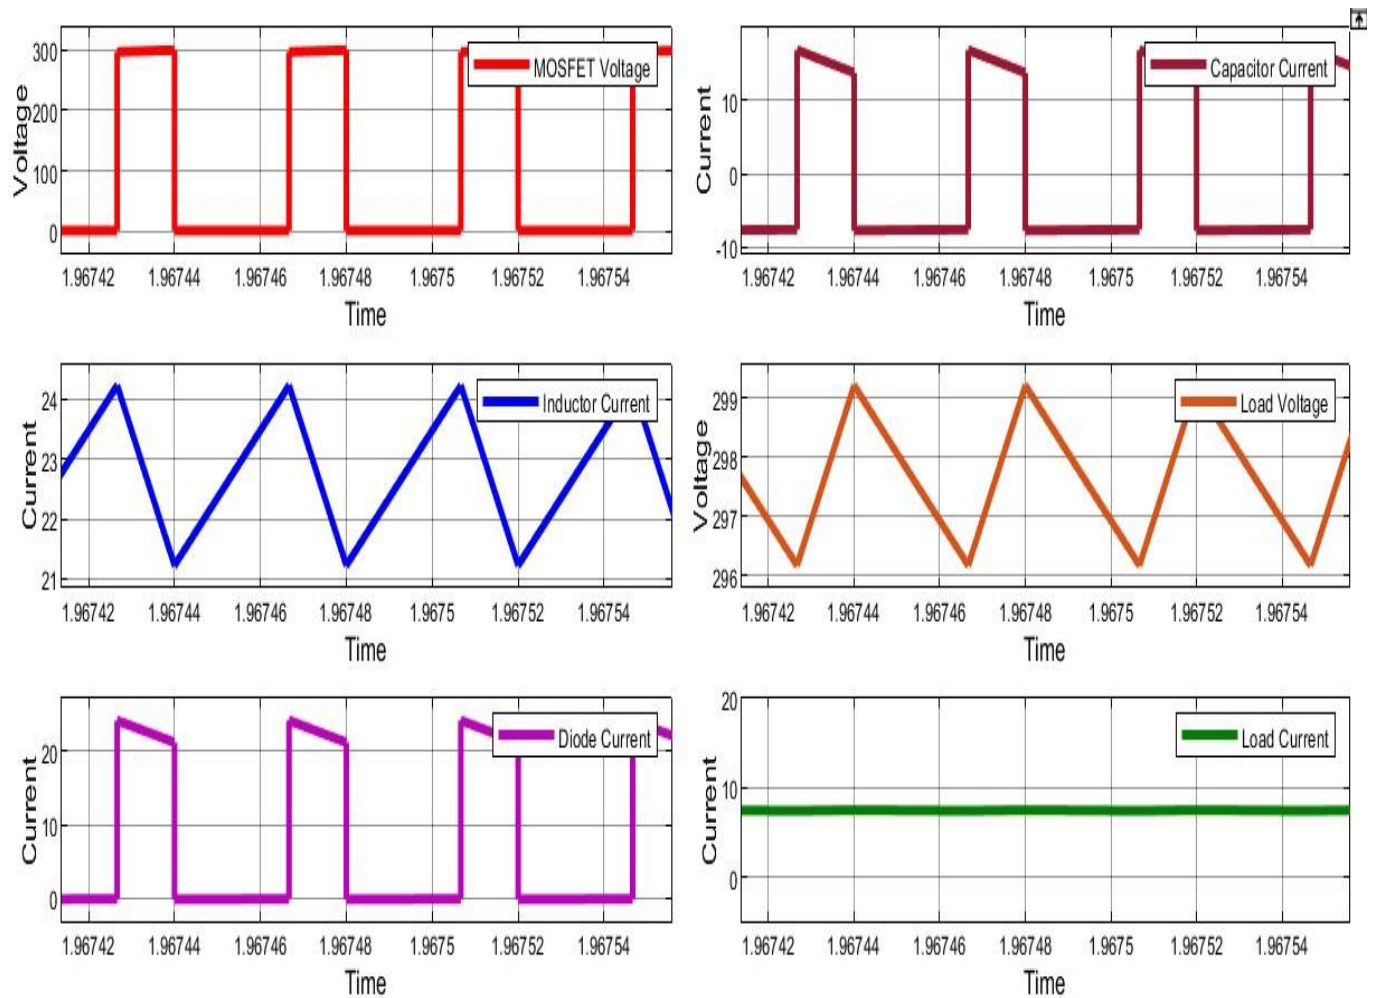 300
200
100
0
Voltage
MOSFET Voltage
1.96742 1.96744 1.96746 1.96748 1.9675 1.96752 1.96754
Time
10
0
-10
Current
Capacitor Current
1.96742 1.96744 1.96746 1.96748 1.9675 1.96752 1.96754
Time
24
23
22
21
Current
Inductor Current
1.96742 1.96744 1.96746 1.96748 1.9675 1.96752 1.96754
Time
299
298
297
296
Voltage
Load Voltage
1.96742 1.96744 1.96746 1.96748 1.9675 1.96752 1.96754
Time
20
10
0
Current
Diode Current
1.96742 1.96744 1.96746 1.96748 1.9675 1.96752 1.96754
Time
20
10
0
Current
Load Current
1.96742 1.96744 1.96746 1.96748 1.9675 1.96752 1.96754
Time